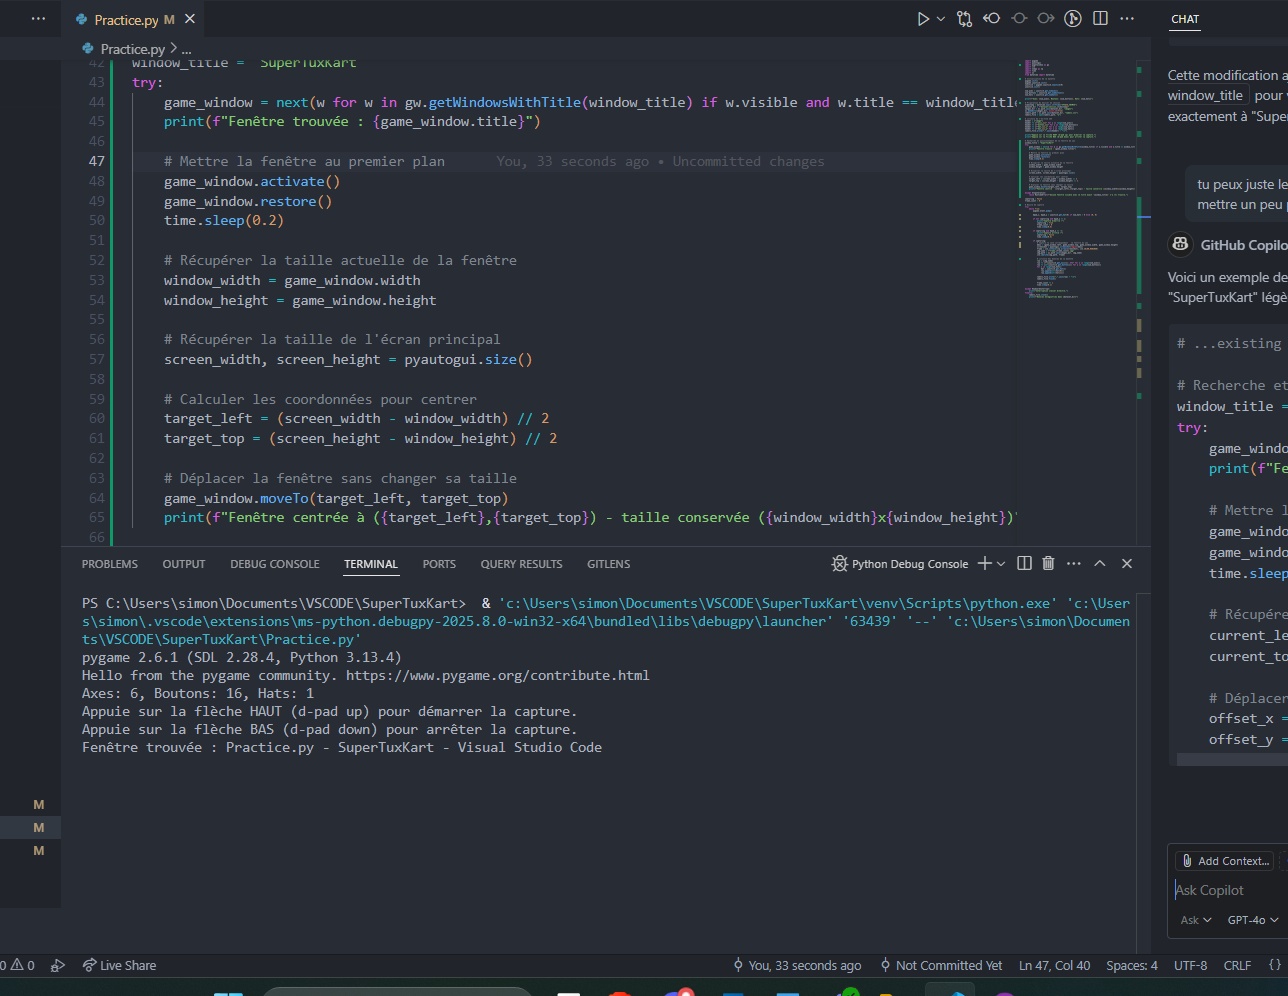 Practice.py M
CHAT
Practice.py > ...
42 window_title = "SuperTuxKart"
43 try:
44 game_window = next(w for w in gw.getWindowsWithTitle(window_title) if w.visible and w.title == window_title
45 print(f"Fenêtre trouvée : {game_window.title}")
46
47 # Mettre la fenêtre au premier plan You, 33 seconds ago • Uncommitted changes
48 game_window.activate()
49 game_window.restore()
50 time.sleep(0.2)
51
52 # Récupérer la taille actuelle de la fenêtre
53 window_width = game_window.width
54 window_height = game_window.height
55
56 # Récupérer la taille de l'écran principal
57 screen_width, screen_height = pyautogui.size()
58
59 # Calculer les coordonnées pour centrer
60 target_left = (screen_width - window_width) // 2
61 target_top = (screen_height - window_height) // 2
62
63 # Déplacer la fenêtre sans changer sa taille
64 game_window.moveTo(target_left, target_top)
65 print(f"Fenêtre centrée à ({target_left},{target_top}) - taille conservée ({window_width}x{window_height})"
66
PROBLEMS OUTPUT DEBUG CONSOLE TERMINAL PORTS QUERY RESULTS GITLENS
Python Debug Console
PS C:\Users\simon\Documents\VSCODE\SuperTuxKart> & 'c:\Users\simon\Documents\VSCODE\SuperTuxKart\venv\Scripts\python.exe' 'c:\User
s\simon\.vscode\extensions\ms-python.debugpy-2025.8.0-win32-x64\bundled\libs\debugpy\launcher' '63439' '--' 'c:\Users\simon\Documen
ts\VSCODE\SuperTuxKart\Practice.py'
pygame 2.6.1 (SDL 2.28.4, Python 3.13.4)
Hello from the pygame community. https://www.pygame.org/contribute.html
Axes: 6, Boutons: 16, Hats: 1
Appuie sur la flèche HAUT (d-pad up) pour démarrer la capture.
Appuie sur la flèche BAS (d-pad down) pour arrêter la capture.
Fenêtre trouvée : Practice.py - SuperTuxKart - Visual Studio Code
M
M
M
Cette modification a
window_title pour v
exactement à "Super
tu peux juste le
mettre un peu p
GitHub Copilo
Voici un exemple de
"SuperTuxKart" légè
# ...existing
# Recherche et
window_title =
try:
game_windo
print(f"Fe
# Mettre l
game_windo
game_windo
time.sleep
# Récupére
current_le
current_to
# Déplacer
offset_x =
offset_y =
Add Context...
Ask Copilot
Ask GPT-4o
0 0 Live Share You, 33 seconds ago Not Committed Yet Ln 47, Col 40 Spaces: 4 UTF-8 CRLF {}